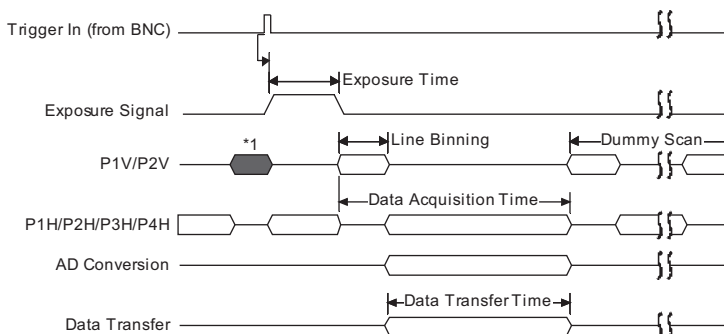 Trigger In (from BNC)
Exposure Time
Exposure Signal
*1
Line Binning
Dummy Scan
P1V/P2V
Data Acquisition Time
P1H/P2H/P3H/P4H
AD Conversion
Data Transfer Time
Data Transfer